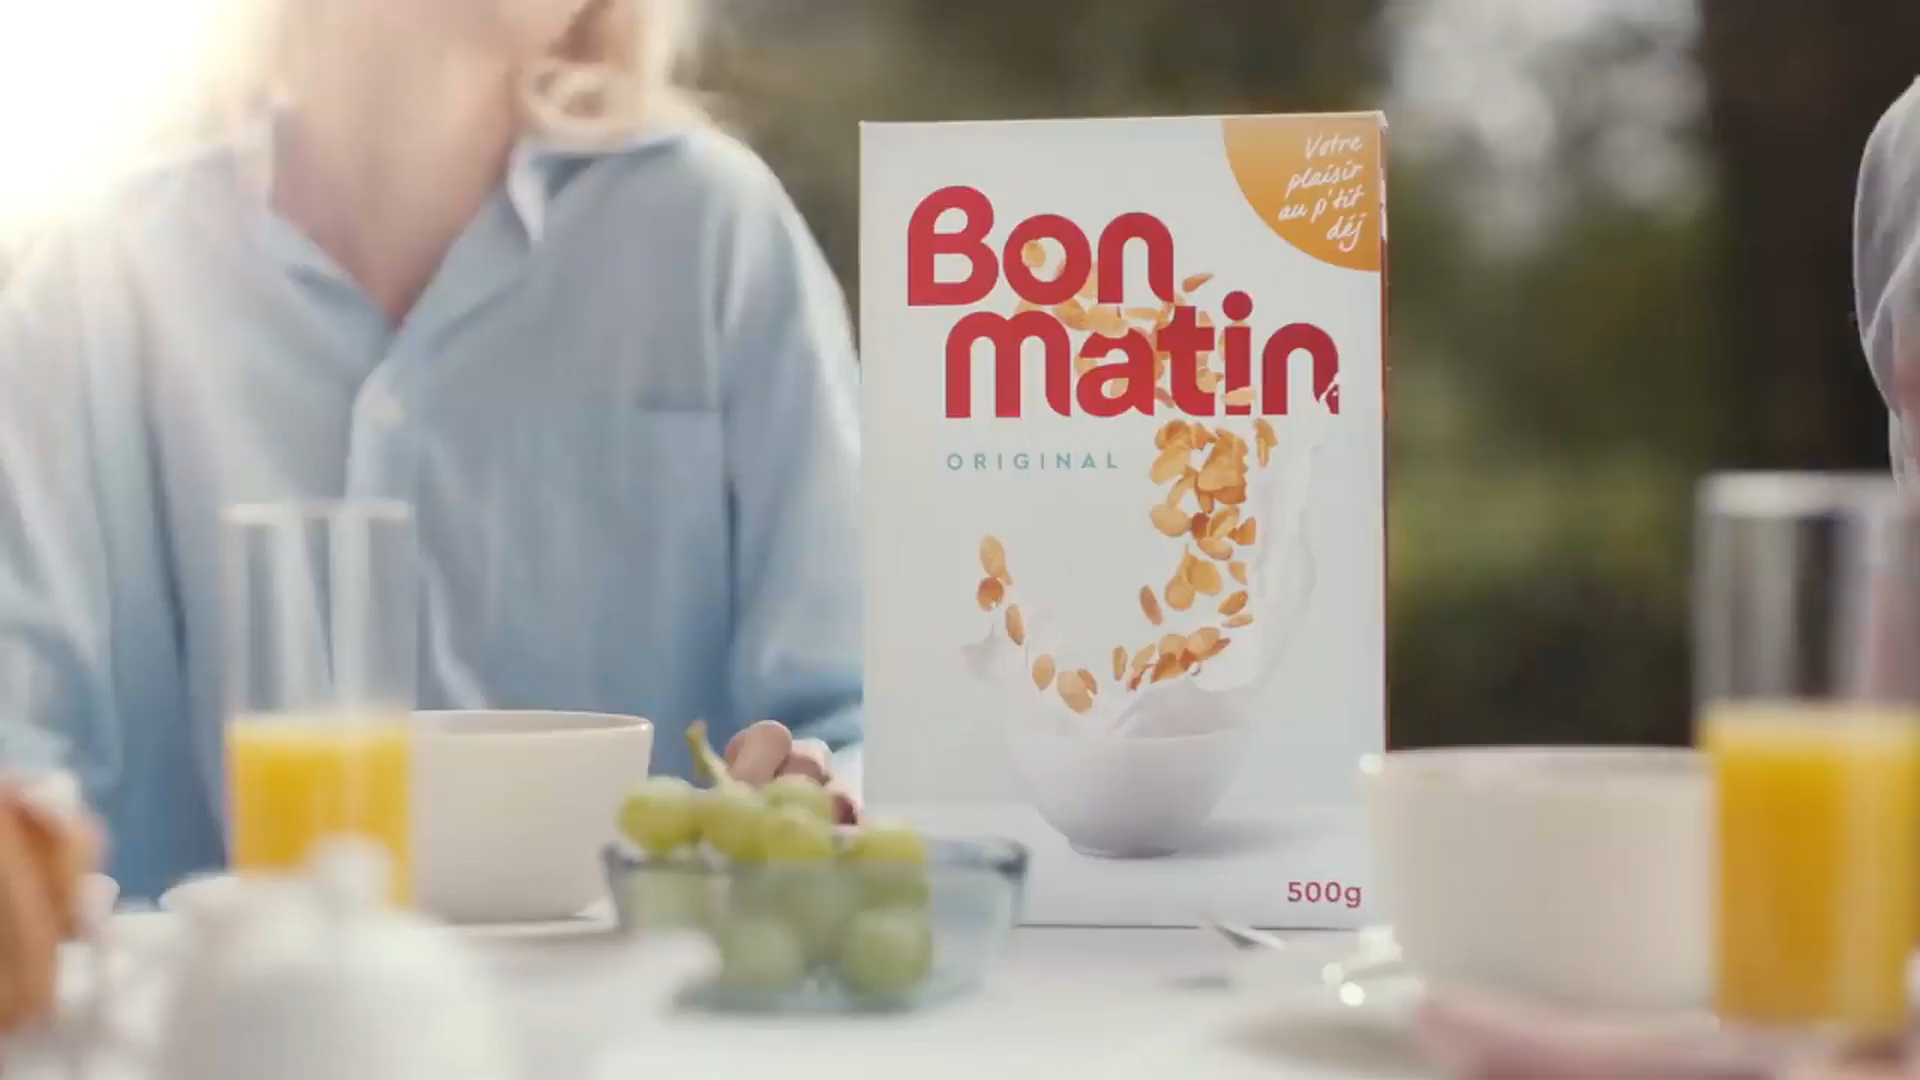 Votre
plaisir
au p'tit
déj
Bon
matin
ORIGINAL
500g